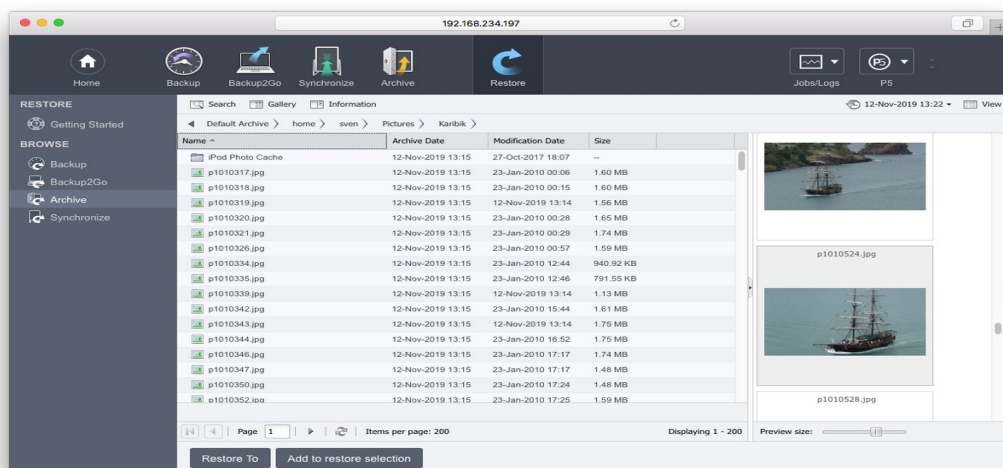 192.168.234.197
Home
Backup
Backup2Go
Synchronize
Archive
Restore
Jobs/Logs
P5
P5
RESTORE
Getting Started
BROWSE
Backup
Backup2Go
Archive
Synchronize
Search Gallery Information
12-Nov-2019 13:22
View
Default Archive home sven Pictures Karibik
Name Archive Date Modification Date Size
iPod Photo Cache 12-Nov-2019 13:15 27-Oct-2017 18:07 --
p1010317.jpg 12-Nov-2019 13:15 23-Jan-2010 00:06 1.60 MB
p1010318.jpg 12-Nov-2019 13:15 23-Jan-2010 00:15 1.60 MB
p1010319.jpg 12-Nov-2019 13:15 12-Nov-2019 13:14 1.56 MB
p1010320.jpg 12-Nov-2019 13:15 23-Jan-2010 00:28 1.65 MB
p1010321.jpg 12-Nov-2019 13:15 23-Jan-2010 00:29 1.74 MB
p1010326.jpg 12-Nov-2019 13:15 23-Jan-2010 00:57 1.59 MB
p1010334.jpg 12-Nov-2019 13:15 23-Jan-2010 12:44 940.92 KB
p1010335.jpg 12-Nov-2019 13:15 23-Jan-2010 12:46 791.55 KB
p1010339.jpg 12-Nov-2019 13:15 12-Nov-2019 13:14 1.13 MB
p1010342.jpg 12-Nov-2019 13:15 23-Jan-2010 15:44 1.61 MB
p1010343.jpg 12-Nov-2019 13:15 12-Nov-2019 13:14 1.75 MB
p1010344.jpg 12-Nov-2019 13:15 23-Jan-2010 16:52 1.75 MB
p1010346.jpg 12-Nov-2019 13:15 23-Jan-2010 17:17 1.74 MB
p1010347.jpg 12-Nov-2019 13:15 23-Jan-2010 17:17 1.48 MB
p1010350.jpg 12-Nov-2019 13:15 23-Jan-2010 17:24 1.48 MB
p1010352.jpg 12-Nov-2019 13:15 23-Jan-2010 17:25 1.59 MB
p1010524.jpg
p1010528.jpg
Page 1 Items per page: 200 Displaying 1 - 200
Preview size:
Restore To
Add to restore selection